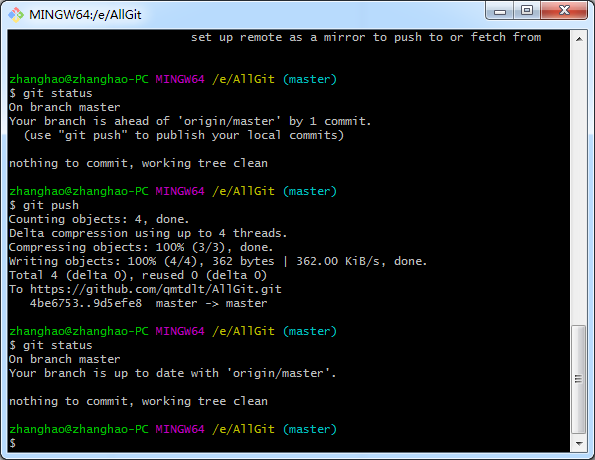 MINGW64:/e/AllGit
set up remote as a mirror to push to or fetch from
zhanghao@zhanghao-PC MINGW64 /e/AllGit (master)
$ git status
On branch master
Your branch is ahead of 'origin/master' by 1 commit.
  (use "git push" to publish your local commits)
nothing to commit, working tree clean
zhanghao@zhanghao-PC MINGW64 /e/AllGit (master)
$ git push
Counting objects: 4, done.
Delta compression using up to 4 threads.
Compressing objects: 100% (3/3), done.
Writing objects: 100% (4/4), 362 bytes | 362.00 KiB/s, done.
Total 4 (delta 0), reused 0 (delta 0)
To https://github.com/qmtdlt/AllGit.git
   4be6753..9d5efe8  master -> master
zhanghao@zhanghao-PC MINGW64 /e/AllGit (master)
$ git status
On branch master
Your branch is up to date with 'origin/master'.
nothing to commit, working tree clean
zhanghao@zhanghao-PC MINGW64 /e/AllGit (master)
$